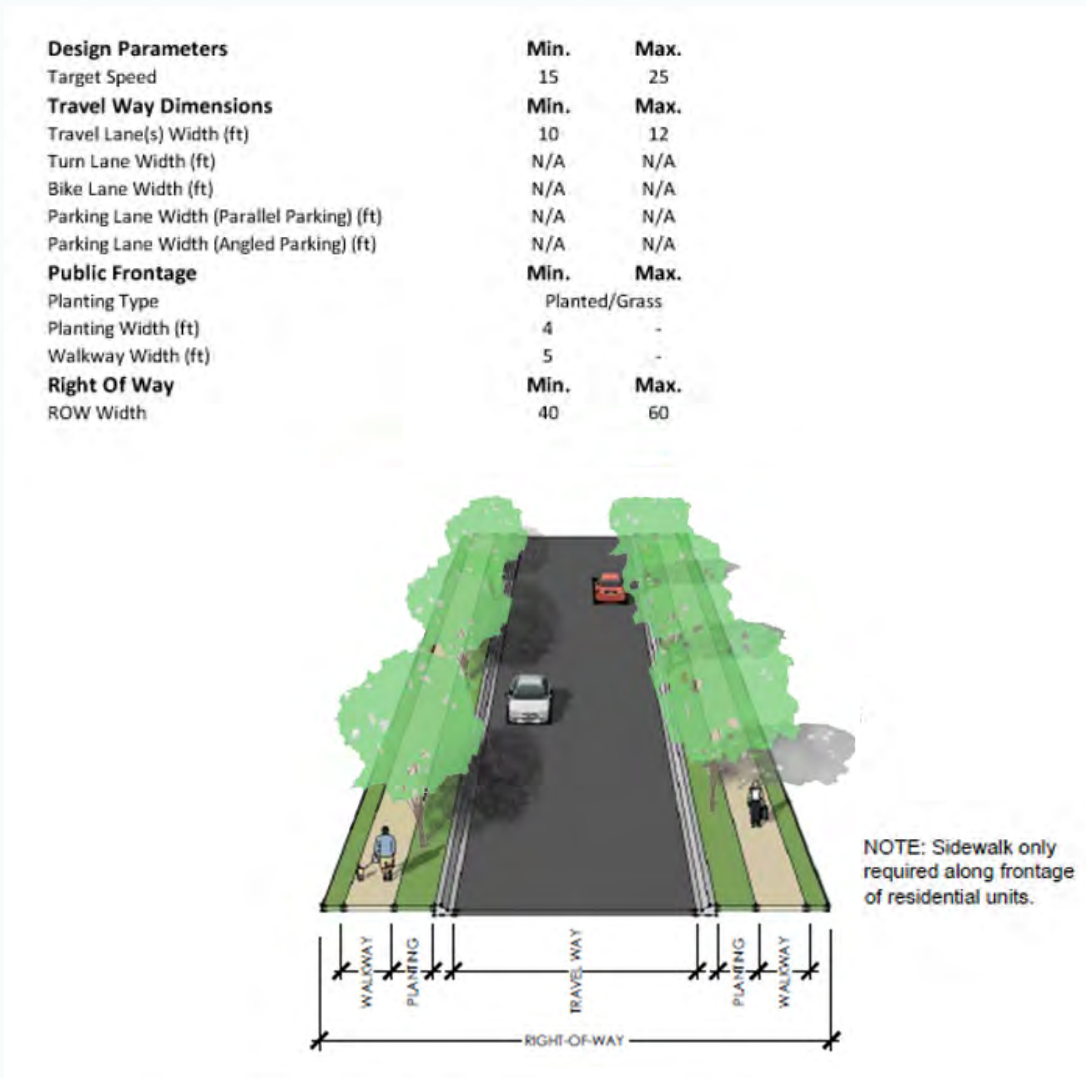 Design Parameters Min. Max.
Target Speed 15 25
Travel Way Dimensions Min. Max.
Travel Lane(s) Width (ft) 10 12
Turn Lane Width (ft) N/A N/A
Bike Lane Width (ft) N/A N/A
Parking Lane Width (Parallel Parking) (ft) N/A N/A
Parking Lane Width (Angled Parking) (ft) N/A N/A
Public Frontage Min. Max.
Planting Type Planted/Grass
Planting Width (ft) 4 -
Walkway Width (ft) 5 -
Right Of Way Min. Max.
ROW Width 40 60
NOTE: Sidewalk only
required along frontage
of residential units.
WALKWAY
PLANTING
TRAVEL WAY
PLANTING
WALKWAY
RIGHT-OF-WAY